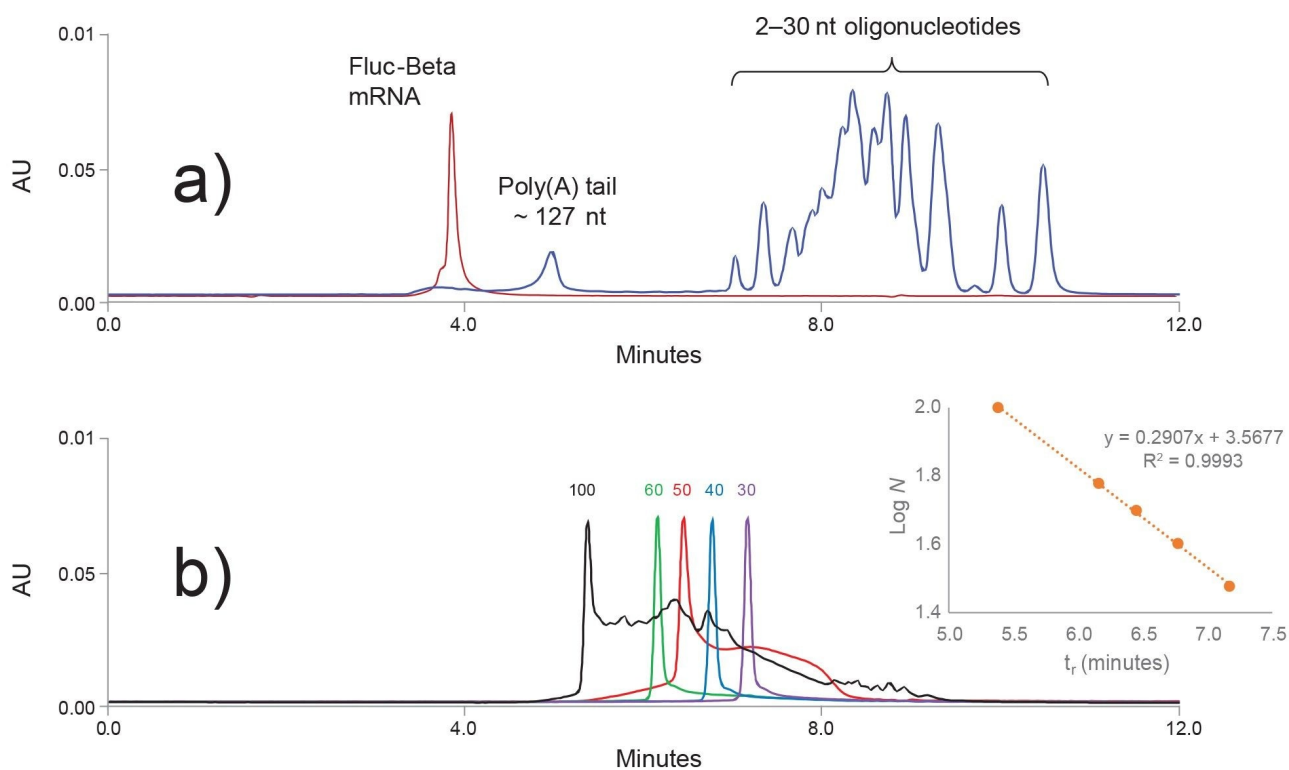 2–30 nt oligonucleotides
0.01
Fluc-Beta
mRNA
a)
AU
0.05
Poly(A) tail
~ 127 nt
0.00
0.0
4.0
8.0
12.0
Minutes
0.01
b)
AU
0.05
0.00
100
60
50
40
30
0.0
4.0
8.0
12.0
Minutes
2.0
1.8
1.6
1.4
Log N
y = 0.2907x + 3.5677
R² = 0.9993
5.0
5.5
6.0
6.5
7.0
7.5
tr (minutes)